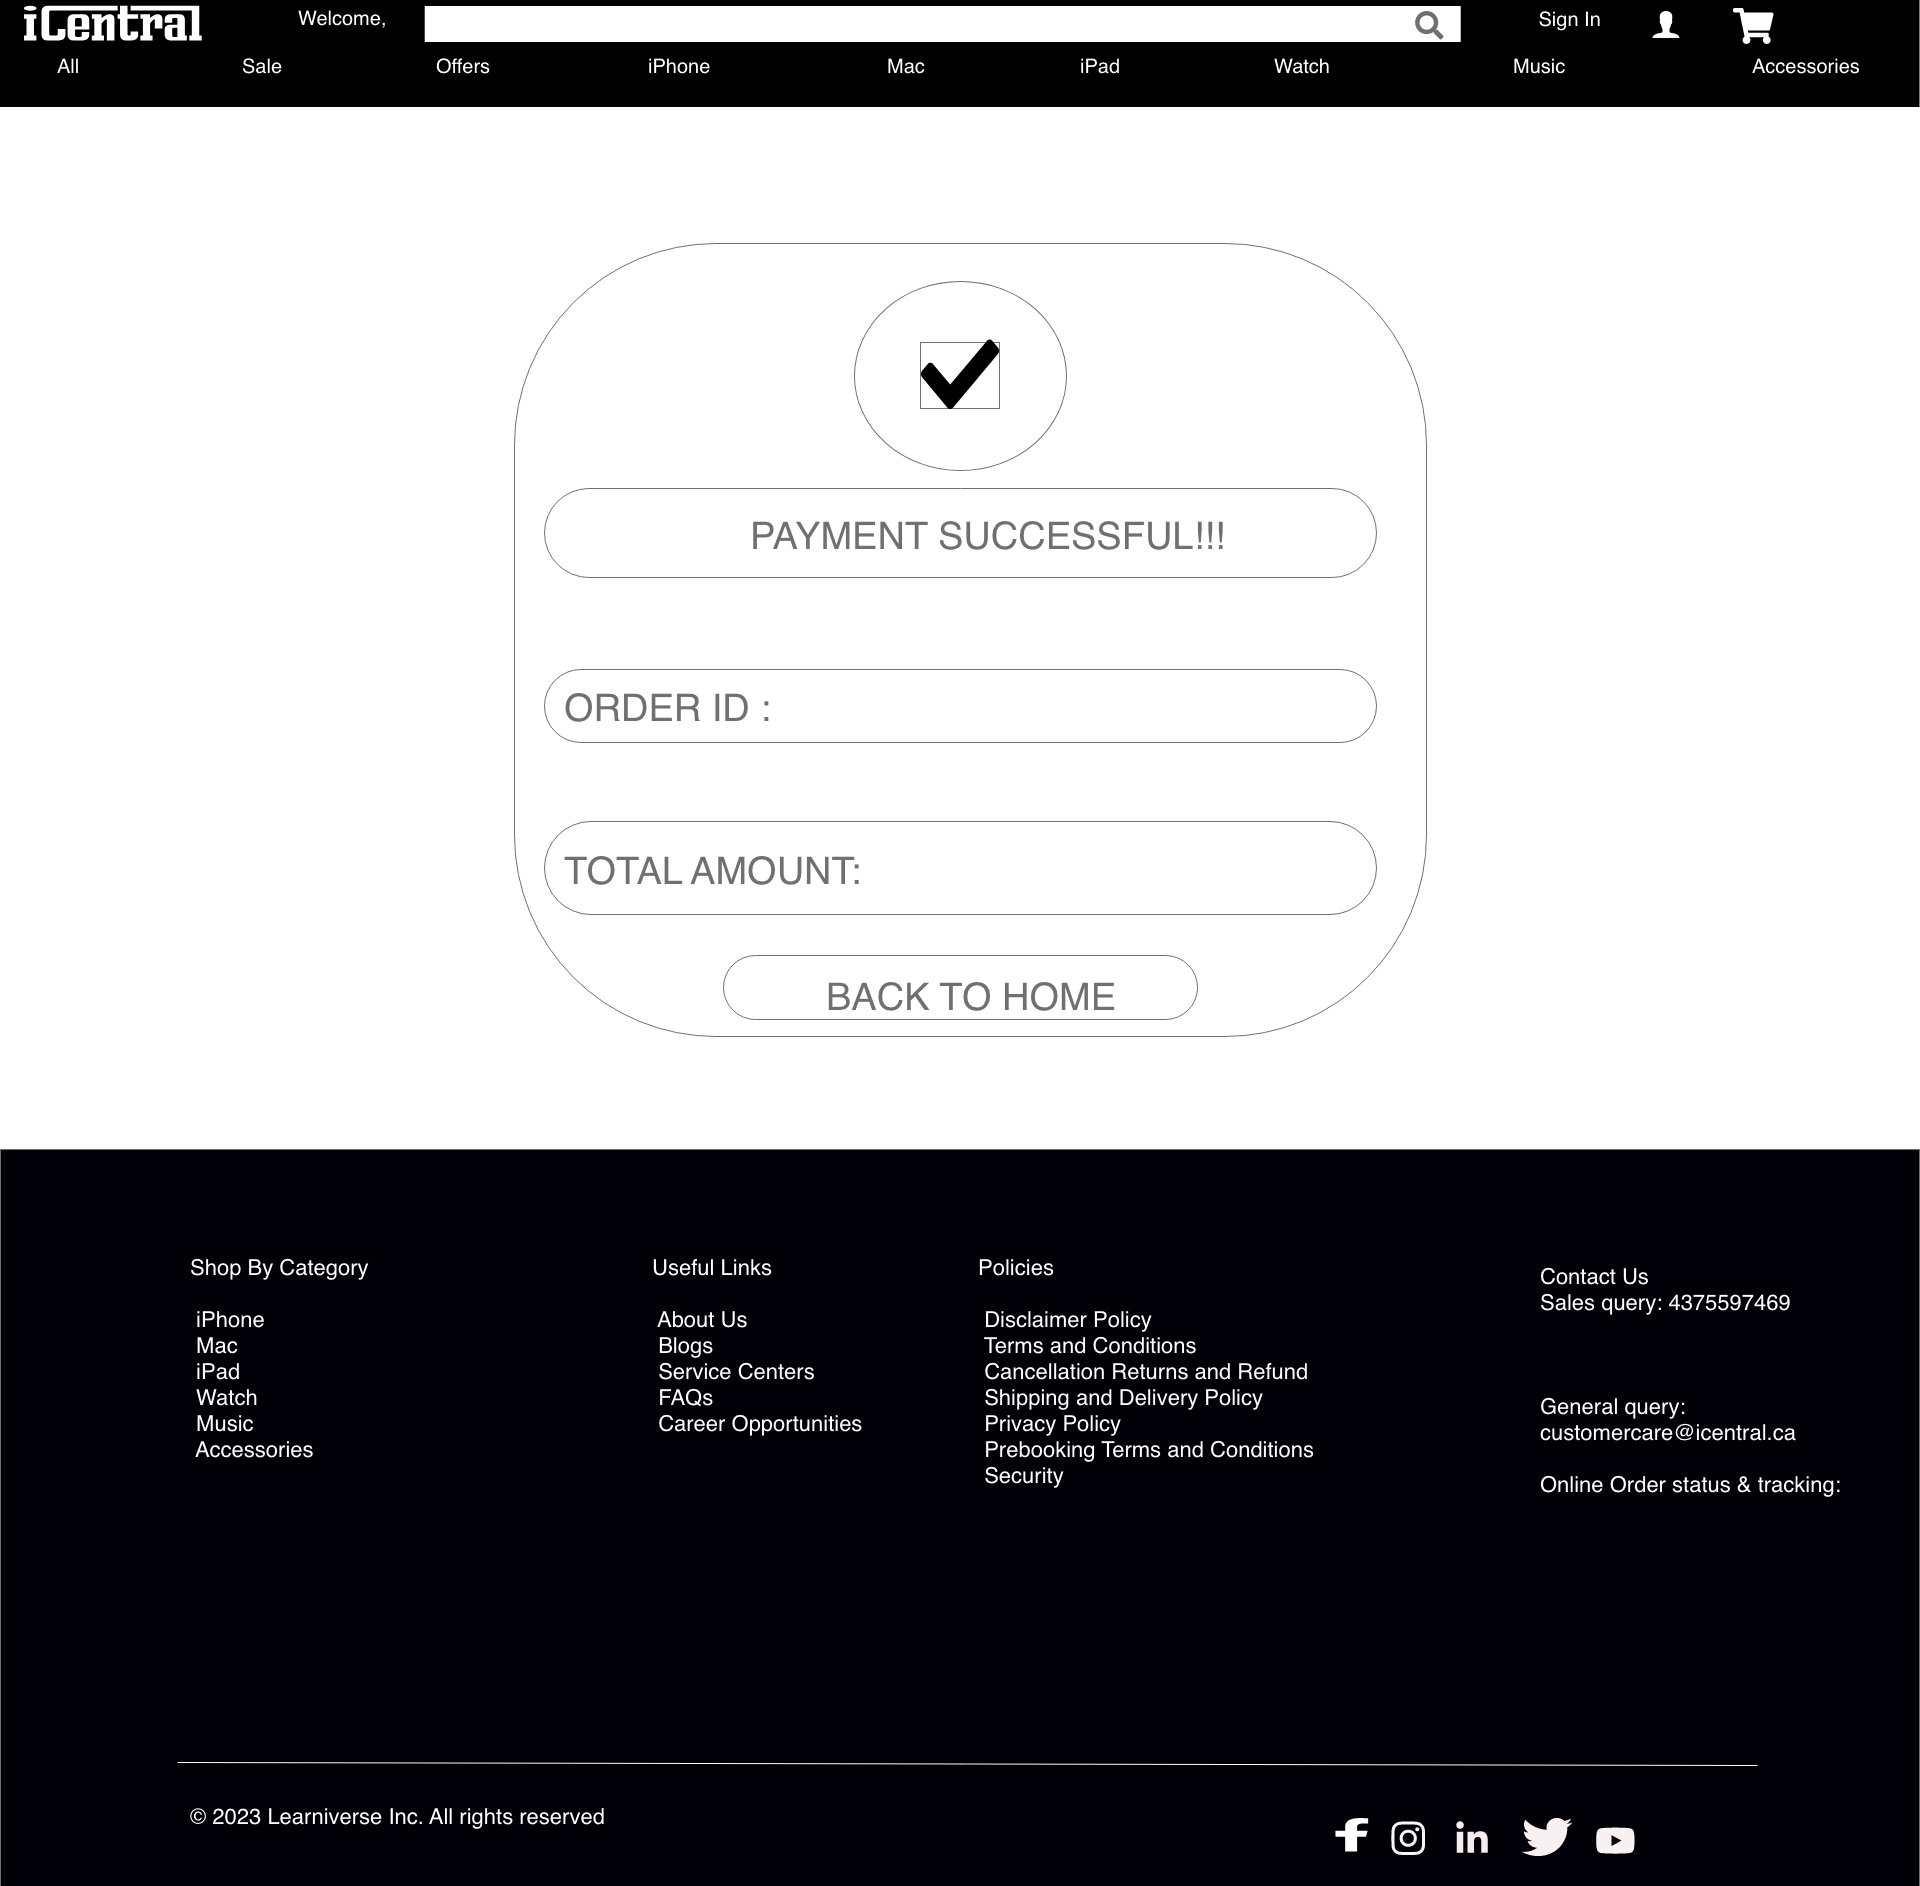 iCentral
Welcome,
Sign In
All
Sale
Offers
iPhone
Mac
iPad
Watch
Music
Accessories
PAYMENT SUCCESSFUL!!!
ORDER ID :
TOTAL AMOUNT:
BACK TO HOME
Shop By Category
iPhone
Mac
iPad
Watch
Music
Accessories
Useful Links
About Us
Blogs
Service Centers
FAQs
Career Opportunities
Policies
Disclaimer Policy
Terms and Conditions
Cancellation Returns and Refund
Shipping and Delivery Policy
Privacy Policy
Prebooking Terms and Conditions
Security
Contact Us
Sales query: 4375597469
General query:
customercare@icentral.ca
Online Order status & tracking:
© 2023 Learniverse Inc. All rights reserved